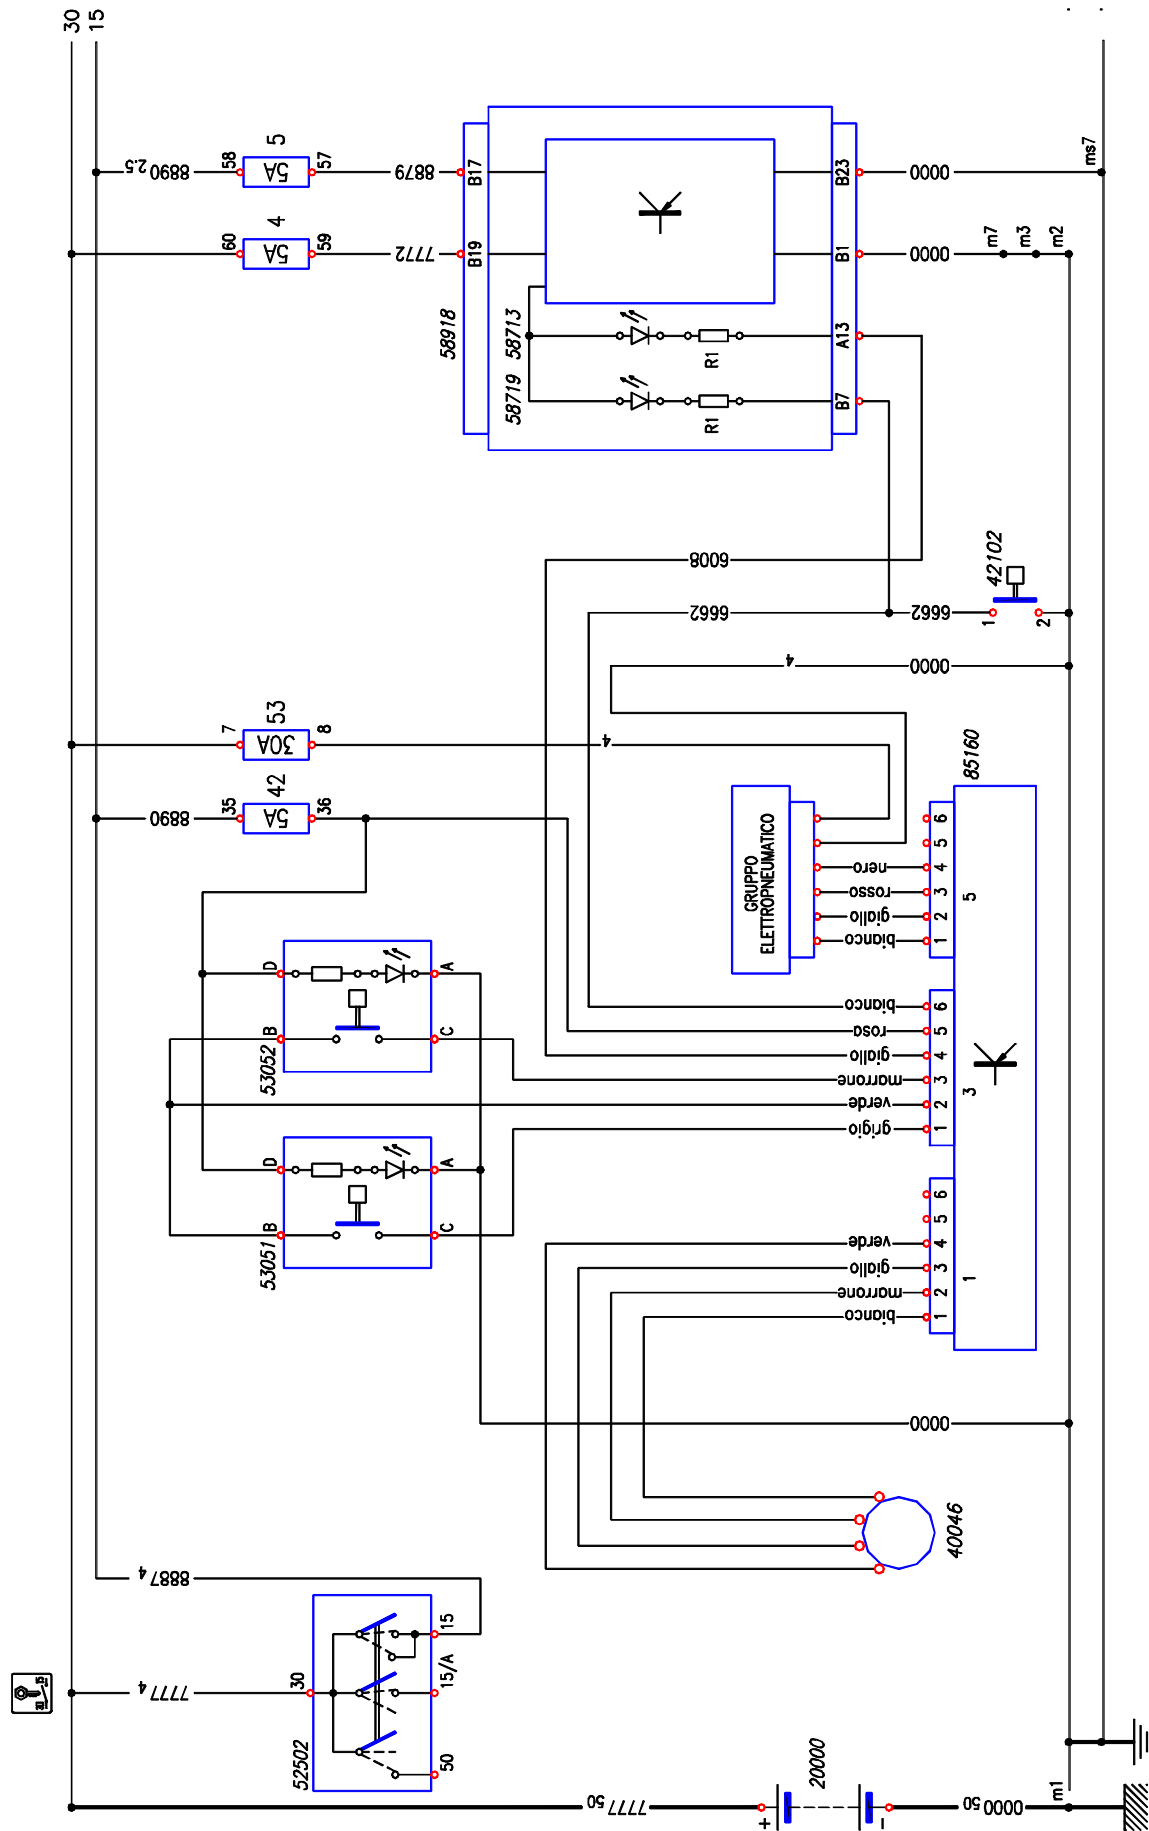 30
15
8890 2.5
58
5A
5
57
8879
B17
B23
0000
ms7
60
5A
4
59
7772
B19
B1
0000
m7
m3
m2
58918
58713
58719
R1
R1
A13
B7
6008
6662
6662
42102
1
2
4
0000
7
30A
53
8
4
8890
35
5A
42
36
GRUPPO
ELETTROPNEUMATICO
85160
nero
rosso
giallo
bianco
6
5
4
3
2
1
5
53052
D
B
A
C
bianco
rosa
giallo
marrone
verde
grigio
6
5
4
3
2
1
3
53051
D
B
A
C
verde
giallo
marrone
bianco
6
5
4
3
2
1
1
0000
40046
8887 4
7777 4
52502
30
15
15/A
50
7777 50
20000
+
−
0000 50
m1